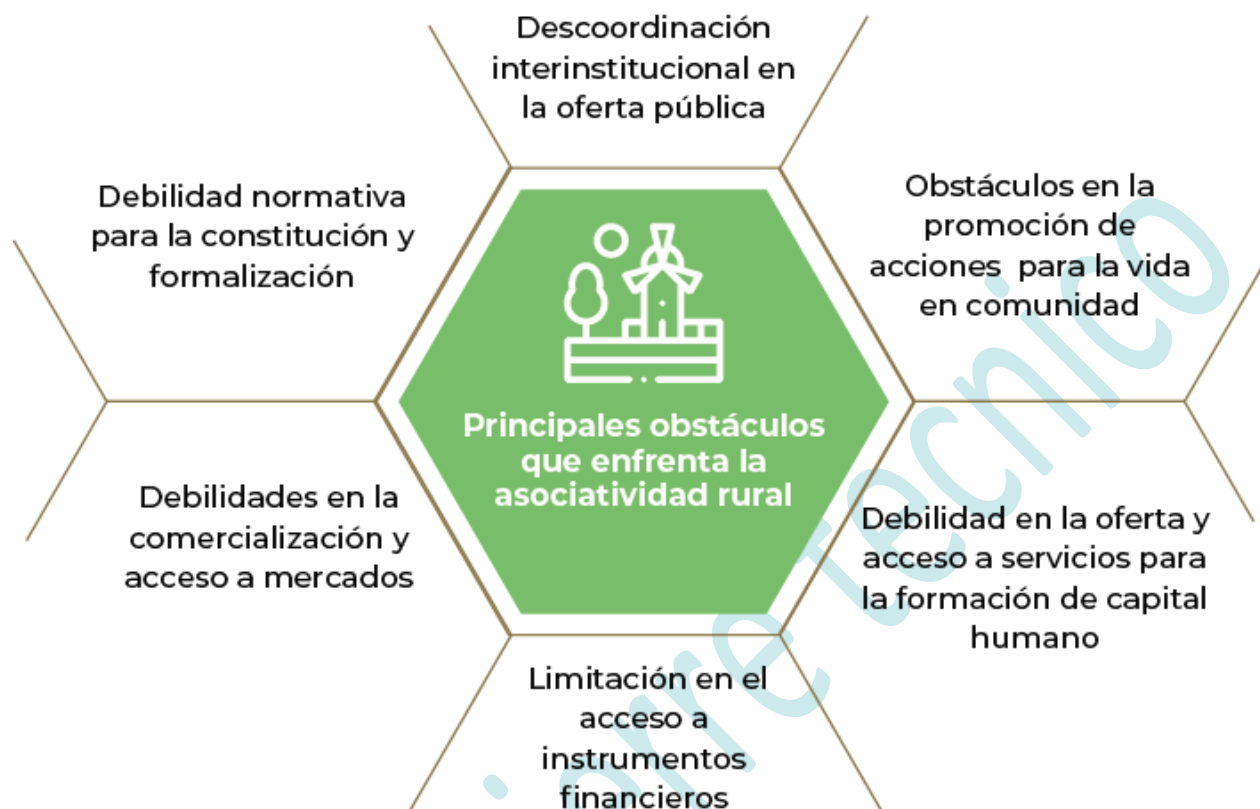 Descoordinación
interinstitucional en
la oferta pública
Debilidad normativa
para la constitución y
formalización
Obstáculos en la
promoción de
acciones para la vida
en comunidad
Principales obstáculos
que enfrenta la
asociatividad rural
Debilidades en la
comercialización y
acceso a mercados
Debilidad en la oferta y
acceso a servicios para
la formación de capital
humano
Limitación en el
acceso a
instrumentos
financieros
tecnico